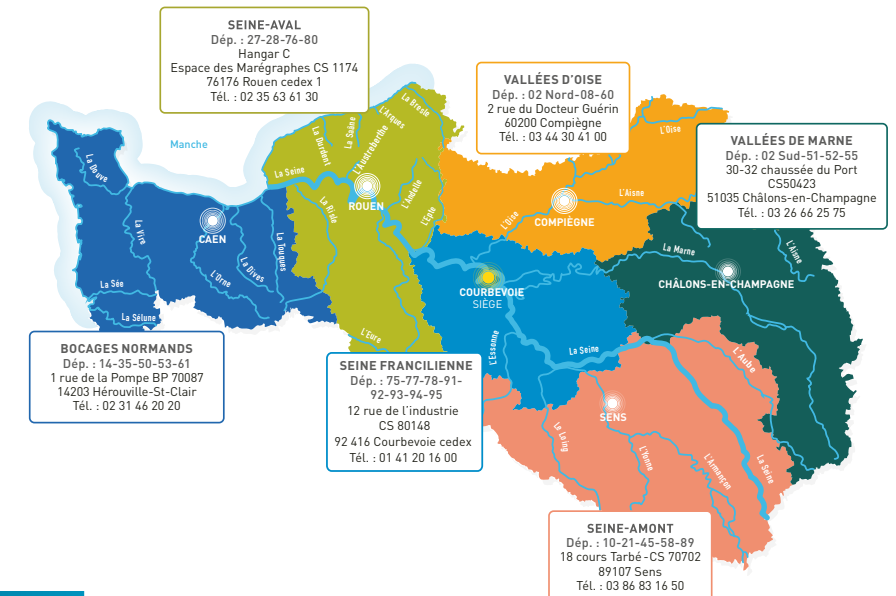 SEINE-AVAL
Dép. : 27-28-76-80
Hangar C
Espace des Marégraphes CS 1174
76176 Rouen cedex 1
Tél. : 02 35 63 61 30
VALLÉES D'OISE
Dép. : 02 Nord-08-60
2 rue du Docteur Guérin
60200 Compiègne
Tél. : 03 44 30 41 00
VALLÉES DE MARNE
Dép. : 02 Sud-51-52-55
30-32 chaussée du Port
CS50423
51035 Châlons-en-Champagne
Tél. : 03 26 66 25 75
Manche
La Douve
La Vire
La Sée
La Sélune
CAEN
L'Orne
La Dives
La Touques
La Seine
La Durdent
La Saâne
L'Austreberthe
L'Arques
La Bresle
ROUEN
La Risle
L'Andelle
L'Epte
L'Eure
L'Oise
L'Oise
L'Aisne
COMPIÈGNE
COURBEVOIE
SIÈGE
La Marne
L'Aisne
CHÂLONS-EN-CHAMPAGNE
L'Essonne
La Seine
L'Aube
SENS
Le Loing
L'Yonne
L'Armançon
La Seine
BOCAGES NORMANDS
Dép. : 14-35-50-53-61
1 rue de la Pompe BP 70087
14203 Hérouville-St-Clair
Tél. : 02 31 46 20 20
SEINE FRANCILIENNE
Dép. : 75-77-78-91-
92-93-94-95
12 rue de l'industrie
CS 80148
92 416 Courbevoie cedex
Tél. : 01 41 20 16 00
SEINE-AMONT
Dép. : 10-21-45-58-89
18 cours Tarbé - CS 70702
89107 Sens
Tél. : 03 86 83 16 50